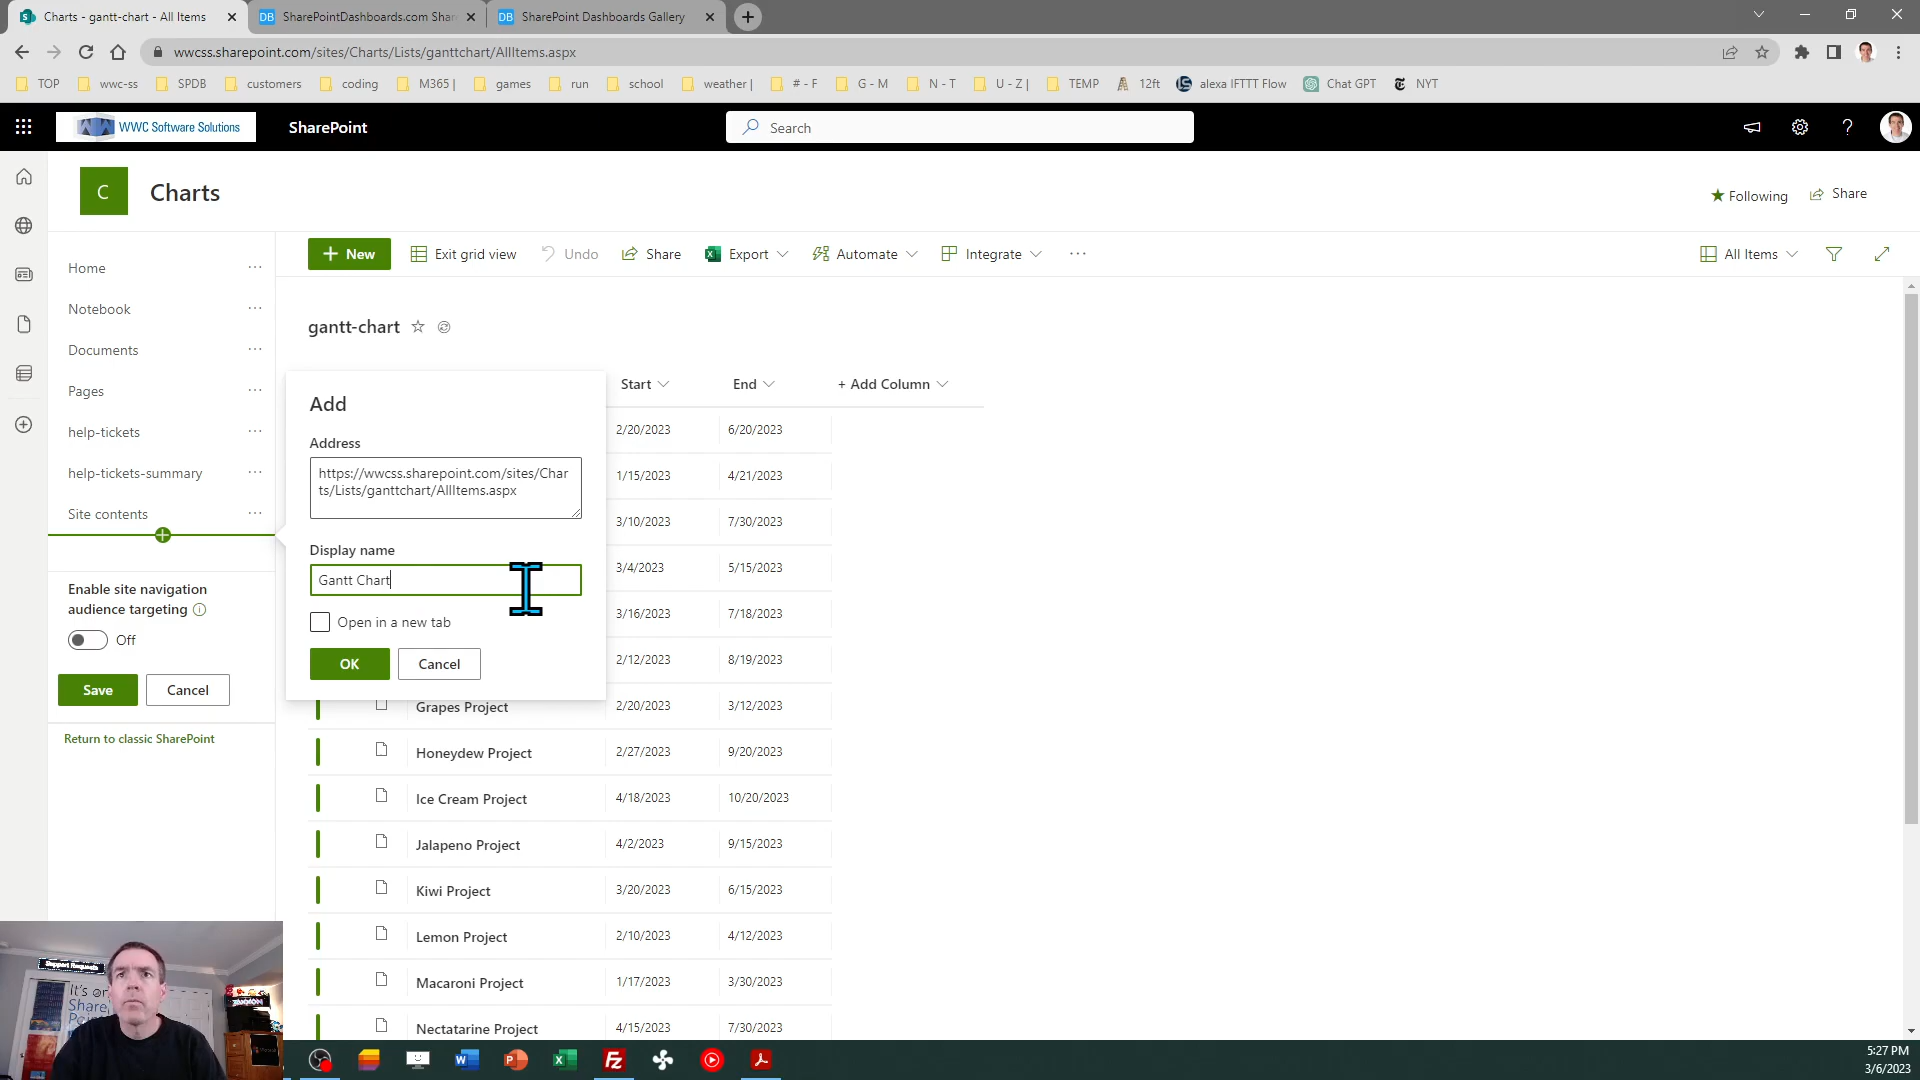 Charts - gantt-chart - All Items
SharePointDashboards.com Shar
SharePoint Dashboards Gallery
wwcss.sharepoint.com/sites/Charts/Lists/ganttchart/AllItems.aspx
TOP
wwc-ss
SPDB
customers
coding
M365 |
games
run
school
weather |
# - F
G - M
N - T
U - Z |
TEMP
12ft
alexa IFTTT Flow
Chat GPT
NYT
WWC Software Solutions
SharePoint
Search
C
Charts
Following
Share
Home
Notebook
Documents
Pages
help-tickets
help-tickets-summary
Site contents
Enable site navigation
audience targeting
Off
Save
Cancel
Return to classic SharePoint
New
Exit grid view
Undo
Share
Export
Automate
Integrate
All Items
gantt-chart
Start
End
+ Add Column
Add
Address
https://wwcss.sharepoint.com/sites/Char
ts/Lists/ganttchart/AllItems.aspx
Display name
Gantt Chart
Open in a new tab
OK
Cancel
2/20/2023 6/20/2023
1/15/2023 4/21/2023
3/10/2023 7/30/2023
3/4/2023 5/15/2023
3/16/2023 7/18/2023
2/12/2023 8/19/2023
Grapes Project 2/20/2023 3/12/2023
Honeydew Project 2/27/2023 9/20/2023
Ice Cream Project 4/18/2023 10/20/2023
Jalapeno Project 4/2/2023 9/15/2023
Kiwi Project 3/20/2023 6/15/2023
Lemon Project 2/10/2023 4/12/2023
Macaroni Project 1/17/2023 3/30/2023
Nectatarine Project 4/15/2023 7/30/2023
Support Requests
It's on
Share
5:27 PM
3/6/2023